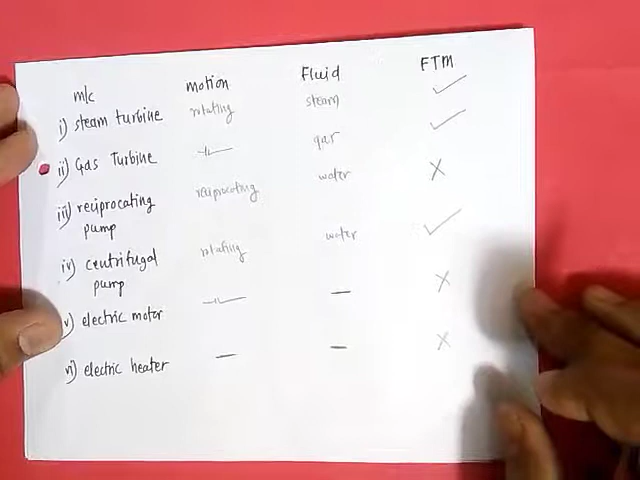 m/c motion Fluid FTM
i) steam turbine rotating steam ✓
ii) Gas Turbine –〃– gas ✓
iii) reciprocating pump reciprocating water ×
iv) centrifugal pump rotating water ✓
v) electric motor –〃– — ×
vi) electric heater — — ×